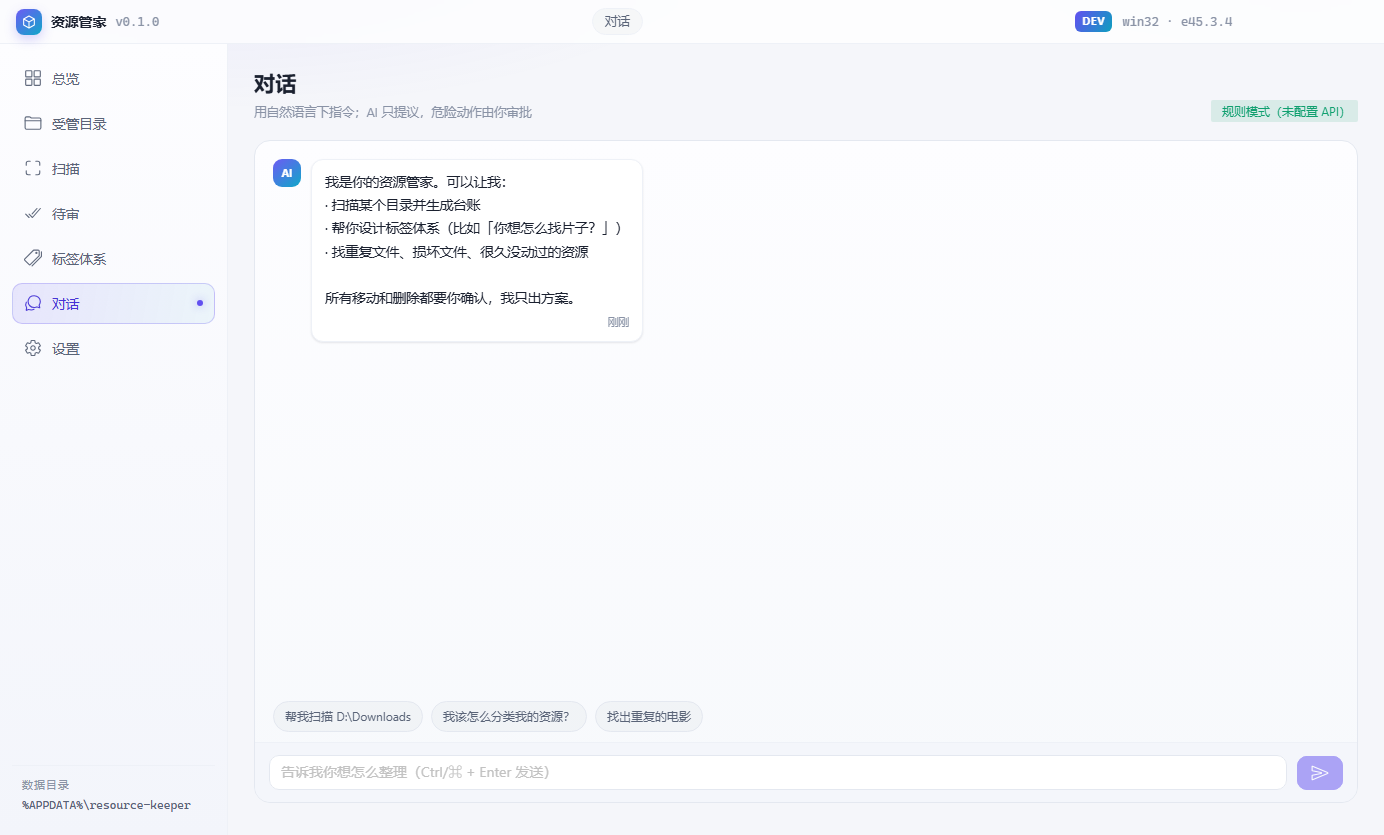 资源管家 v0.1.0
对话
DEV win32 · e45.3.4
总览
受管目录
扫描
待审
标签体系
对话
设置
数据目录
%APPDATA%\resource-keeper
对话
用自然语言下指令；AI 只提议，危险动作由你审批
规则模式（未配置 API）
AI
我是你的资源管家。可以让我：
· 扫描某个目录并生成台账
· 帮你设计标签体系（比如「你想怎么找片子？」）
· 找重复文件、损坏文件、很久没动过的资源
所有移动和删除都要你确认，我只出方案。
刚刚
帮我扫描 D:\Downloads
我该怎么分类我的资源？
找出重复的电影
告诉我你想怎么整理（Ctrl/⌘ + Enter 发送）